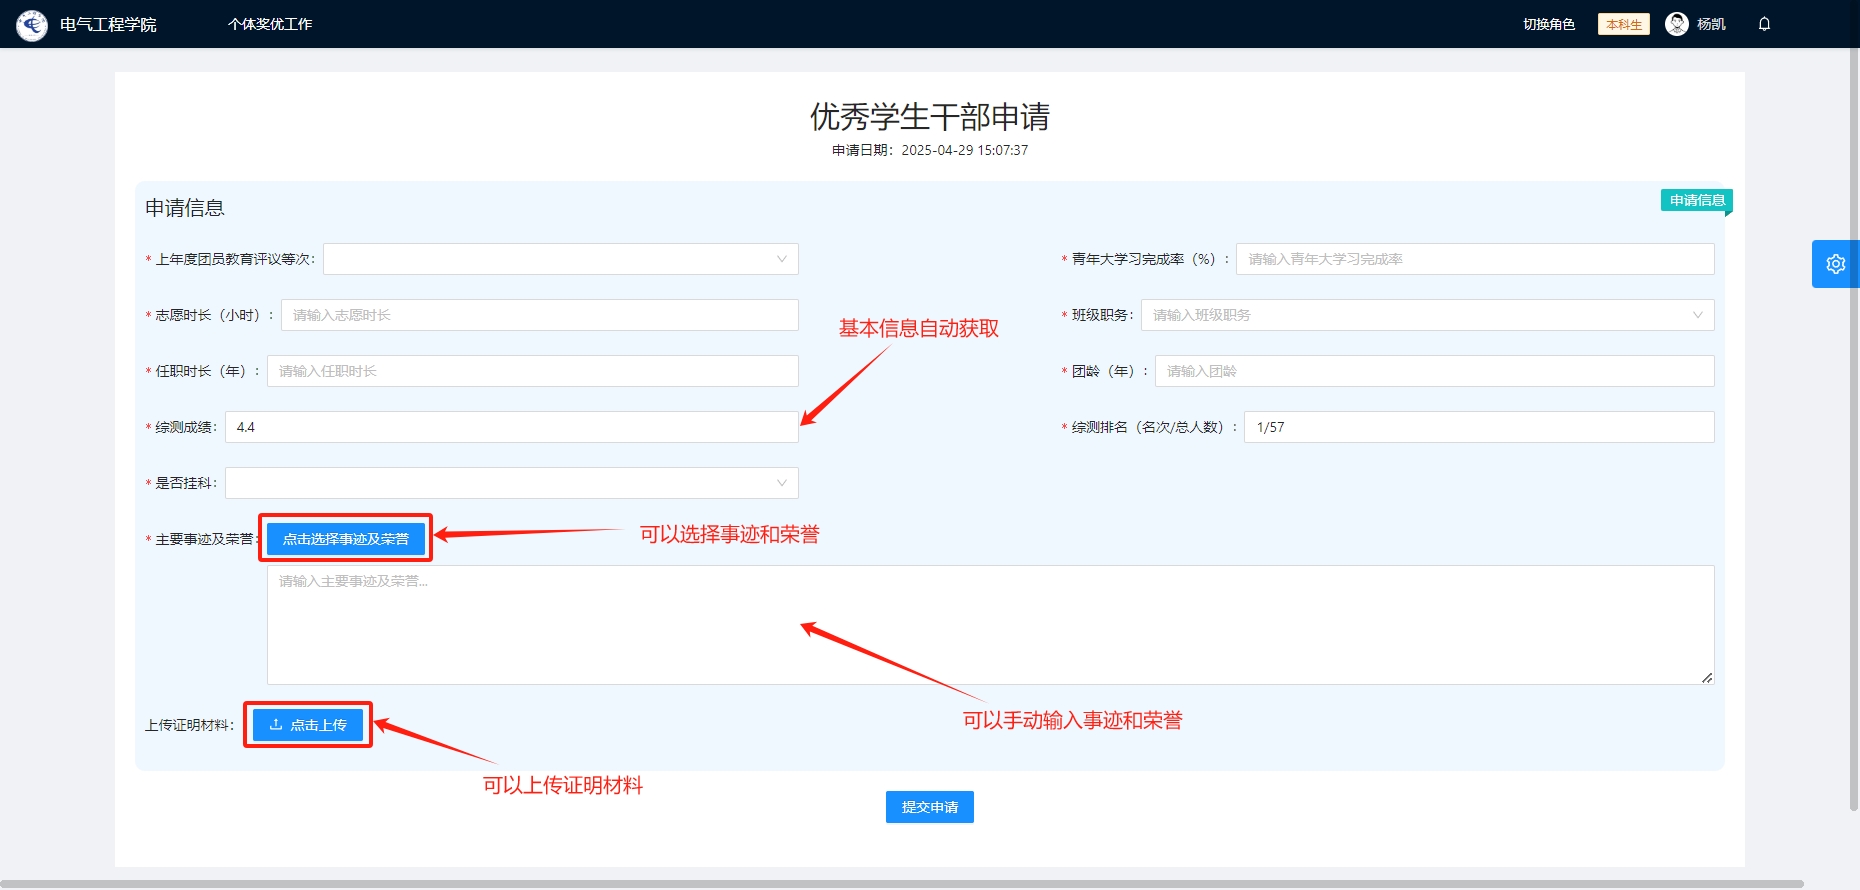 电气工程学院 个体奖优工作 切换角色 本科生 杨凯
优秀学生干部申请
申请日期：2025-04-29 15:07:37
申请信息 申请信息
* 上年度团员教育评议等次： * 青年大学习完成率（%）： 请输入青年大学习完成率
* 志愿时长（小时）： 请输入志愿时长 * 班级职务： 请输入班级职务
基本信息自动获取
* 任职时长（年）： 请输入任职时长 * 团龄（年）： 请输入团龄
* 综测成绩： 4.4 * 综测排名（名次/总人数）： 1/57
* 是否挂科：
* 主要事迹及荣誉： 点击选择事迹及荣誉 可以选择事迹和荣誉
请输入主要事迹及荣誉...
可以手动输入事迹和荣誉
上传证明材料： 点击上传
可以上传证明材料
提交申请